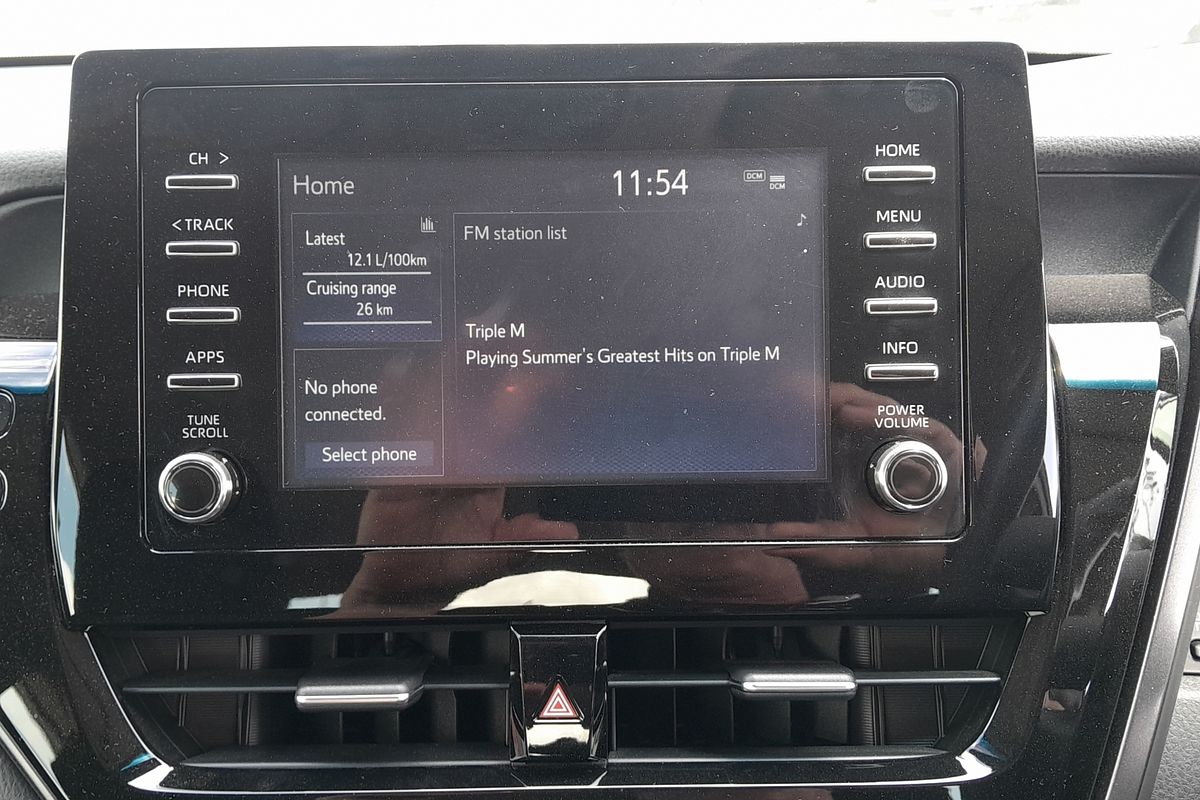 CH >
< TRACK
PHONE
APPS
TUNE
SCROLL
Home
11:54
DCM
DCM
Latest
12.1 L/100km
Cruising range
26 km
No phone
connected.
Select phone
FM station list
Triple M
Playing Summer's Greatest Hits on Triple M
HOME
MENU
AUDIO
INFO
POWER
VOLUME